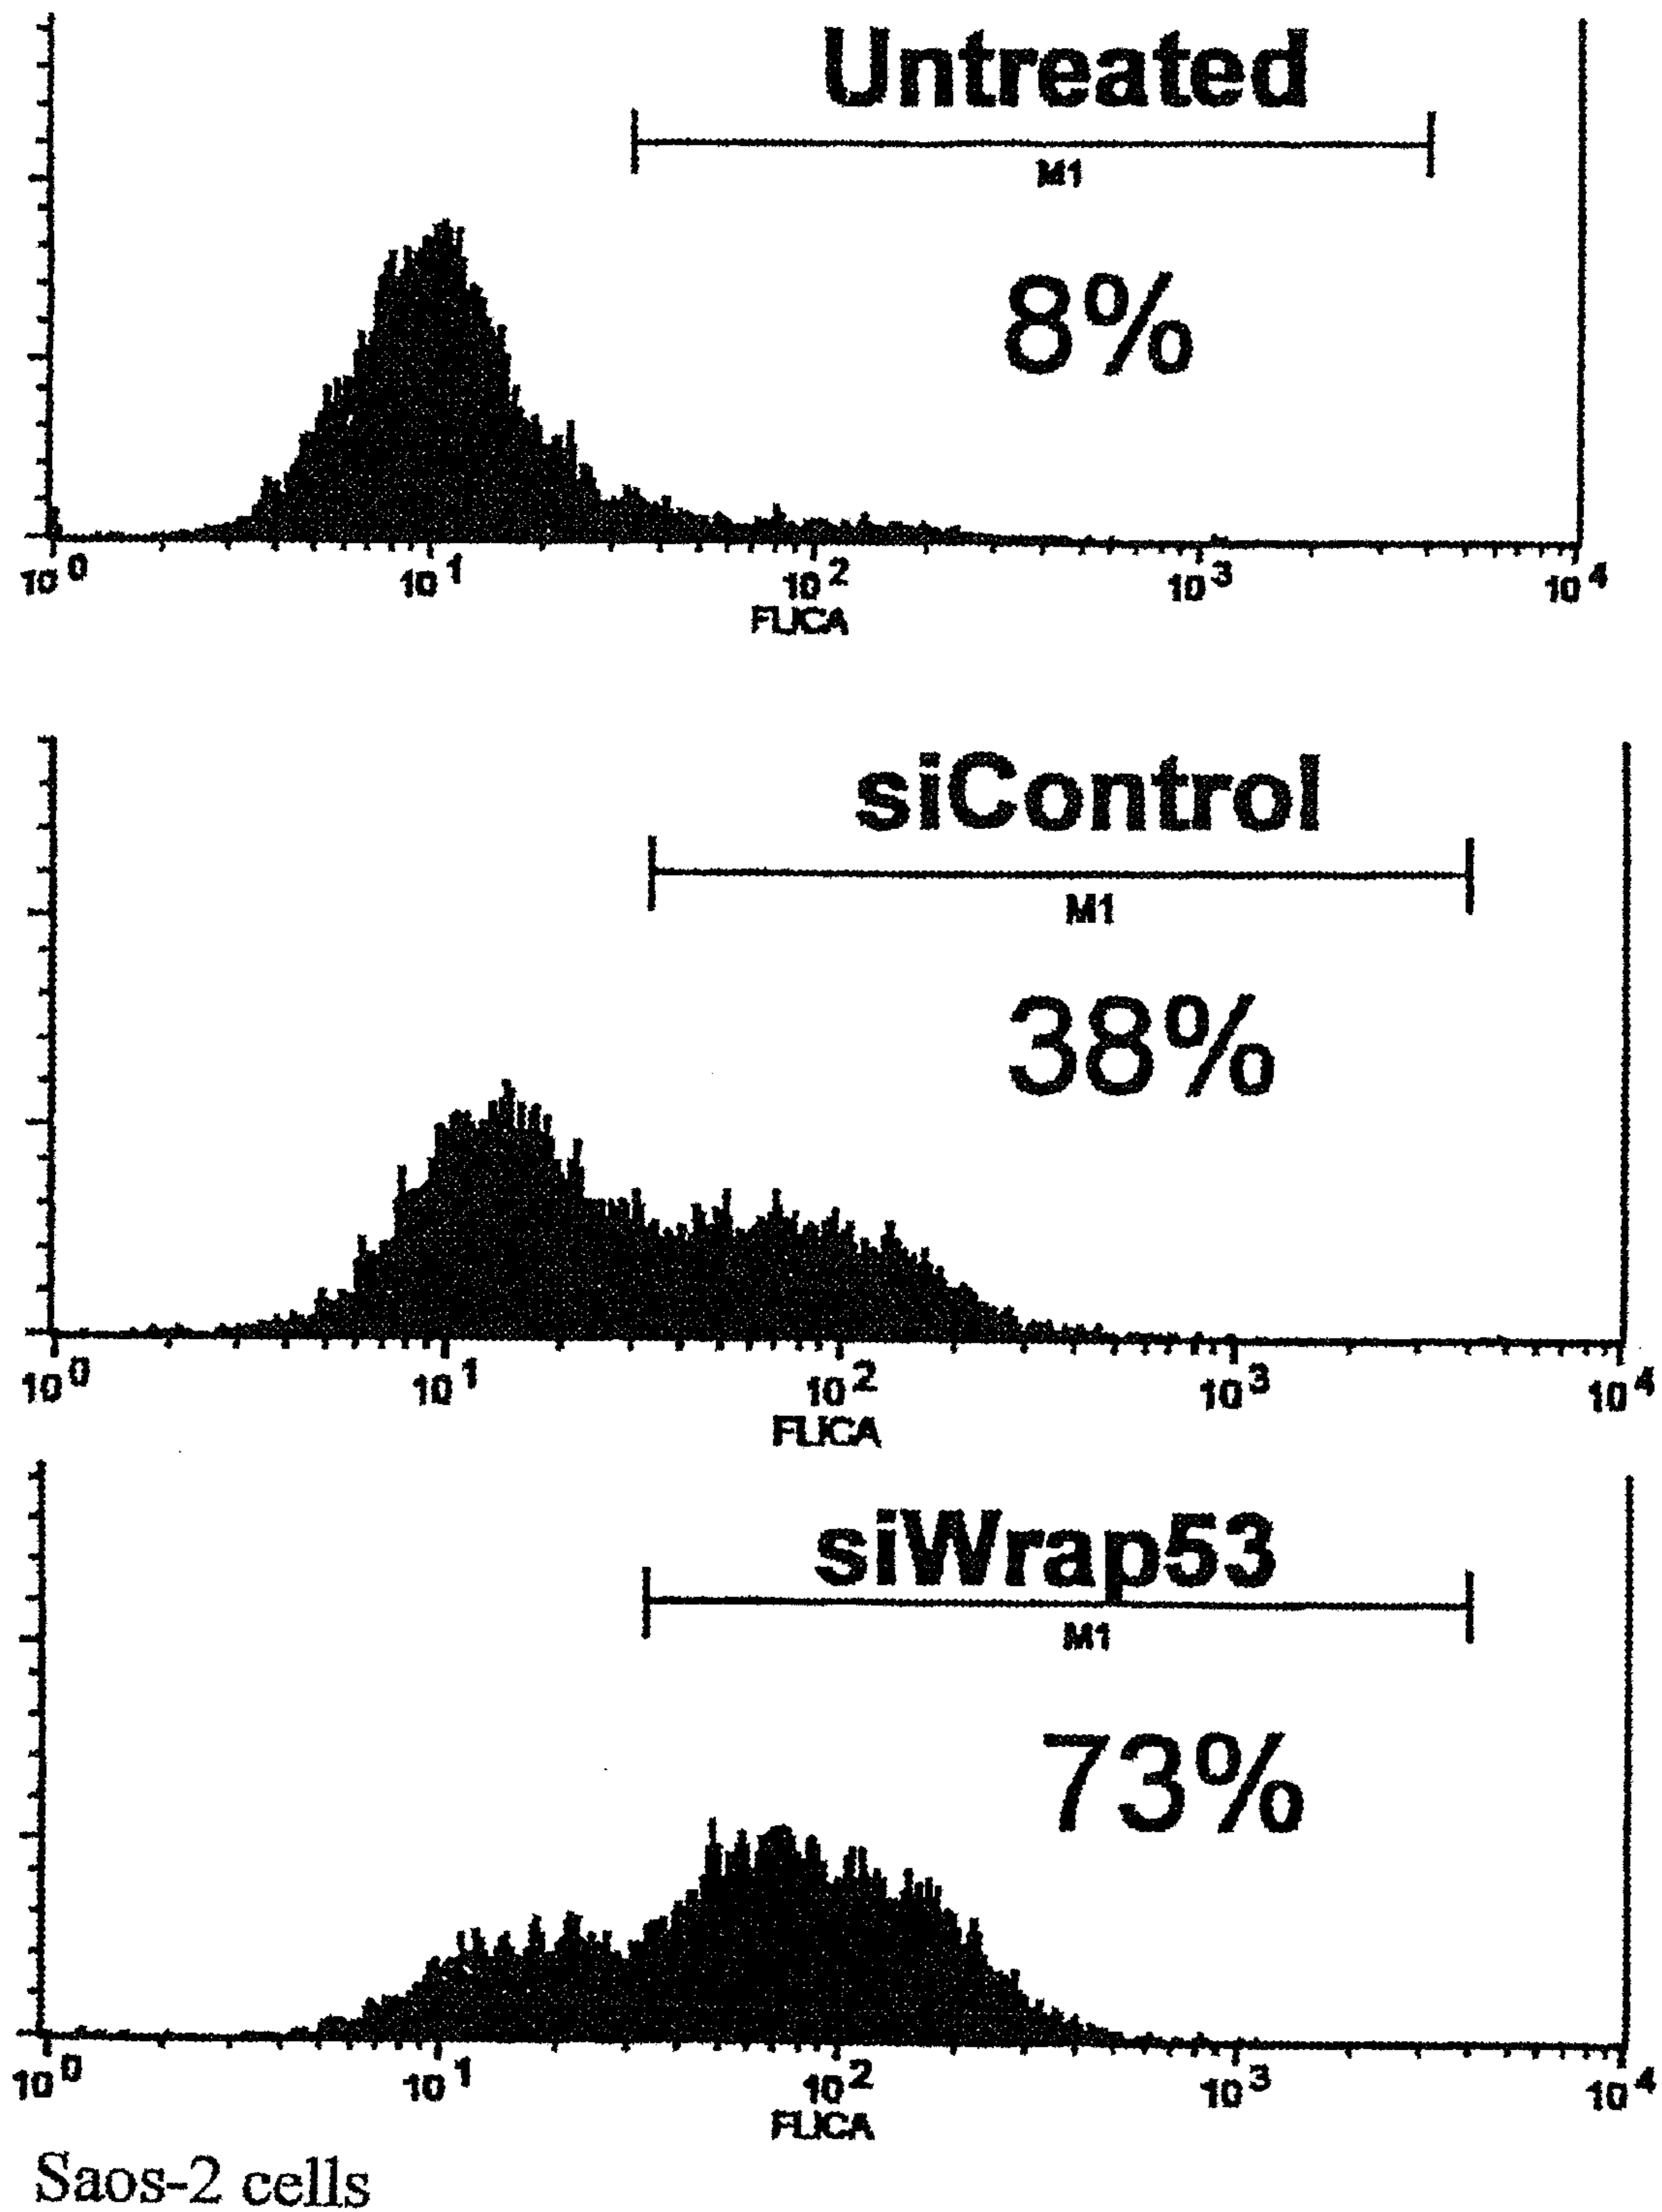 Untreated
M1
8%
10^0 10^1 10^2 10^3 10^4
FLICA
siControl
M1
38%
10^0 10^1 10^2 10^3 10^4
FLICA
siWrap53
M1
73%
10^0 10^1 10^2 10^3 10^4
FLICA
Saos-2 cells